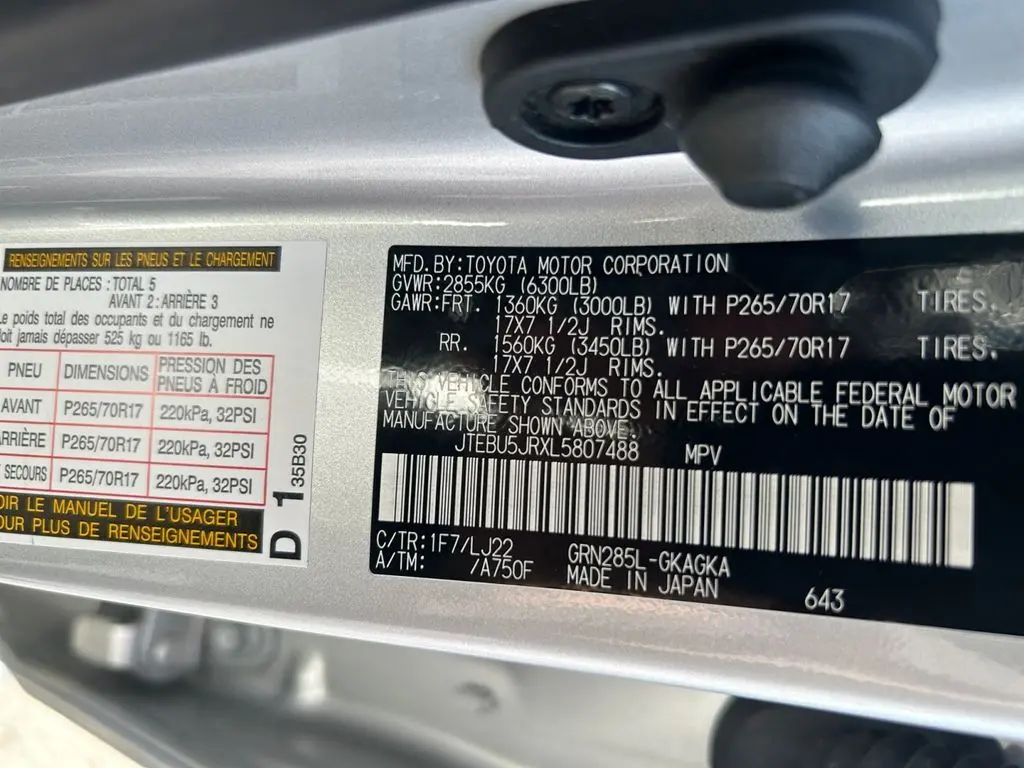 RENSEIGNEMENTS SUR LES PNEUS ET LE CHARGEMENT
NOMBRE DE PLACES : TOTAL 5
AVANT 2 : ARRIÈRE 3
Le poids total des occupants et du chargement ne
doit jamais dépasser 525 kg ou 1165 lb.
PNEU DIMENSIONS PRESSION DES PNEUS À FROID
AVANT P265/70R17 220kPa, 32PSI
ARRIÈRE P265/70R17 220kPa, 32PSI
SECOURS P265/70R17 220kPa, 32PSI
VOIR LE MANUEL DE L'USAGER
POUR PLUS DE RENSEIGNEMENTS
D 1 35B30
MFD.BY:TOYOTA MOTOR CORPORATION
GVWR:2855KG (6300LB)
GAWR:FRT. 1360KG (3000LB) WITH P265/70R17 TIRES.
17X7 1/2J RIMS.
RR. 1560KG (3450LB) WITH P265/70R17 TIRES.
17X7 1/2J RIMS.
THIS VEHICLE CONFORMS TO ALL APPLICABLE FEDERAL MOTOR
VEHICLE SAFETY STANDARDS IN EFFECT ON THE DATE OF
MANUFACTURE SHOWN ABOVE.
JTEBU5JRXL5807488 MPV
C/TR:1F7/LJ22 GRN285L-GKAGKA
A/TM: /A750F MADE IN JAPAN 643